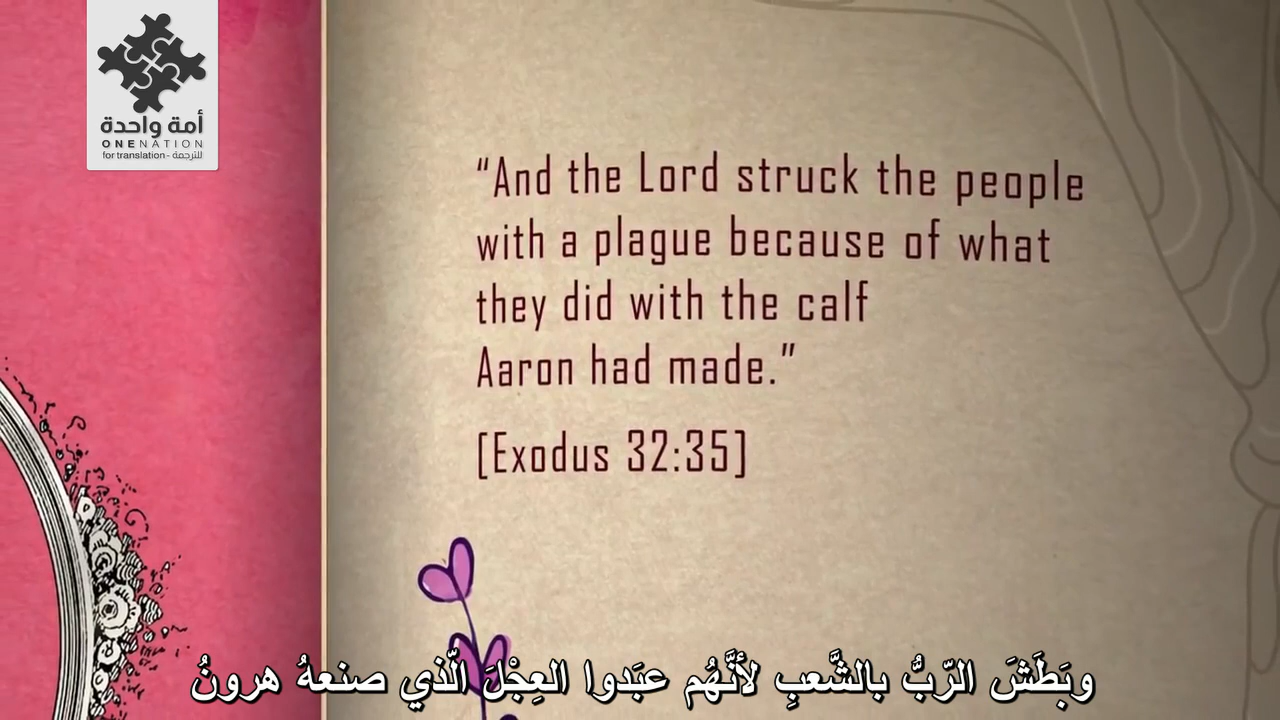 أمة واحدة
ONENATION
for translation - للترجمة
“And the Lord struck the people
with a plague because of what
they did with the calf
Aaron had made.”
[Exodus 32:35]
وبَطَشَ الرّبُّ بالشَّعبِ لأنَّهُم عبَدوا العِجْلَ الّذي صنعهُ هرونُ